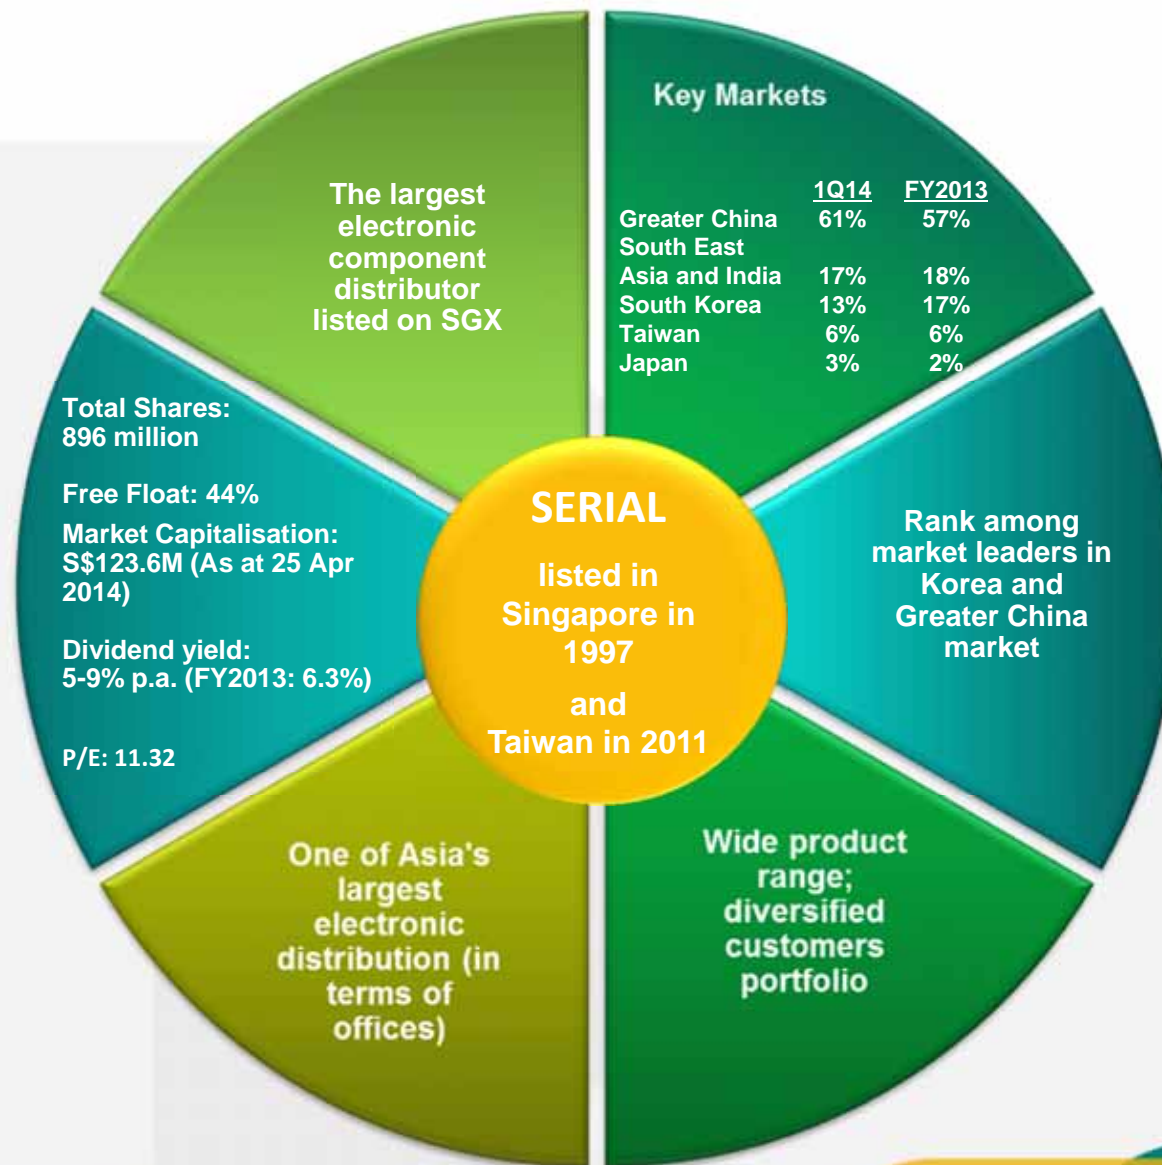 Key Markets
1Q14 FY2013
Greater China 61% 57%
South East
Asia and India 17% 18%
South Korea 13% 17%
Taiwan 6% 6%
Japan 3% 2%
The largest
electronic
component
distributor
listed on SGX
Total Shares:
896 million
Free Float: 44%
Market Capitalisation:
S$123.6M (As at 25 Apr
2014)
Dividend yield:
5-9% p.a. (FY2013: 6.3%)
P/E: 11.32
SERIAL
listed in
Singapore in
1997
and
Taiwan in 2011
Rank among
market leaders in
Korea and
Greater China
market
One of Asia's
largest
electronic
distribution (in
terms of
offices)
Wide product
range;
diversified
customers
portfolio